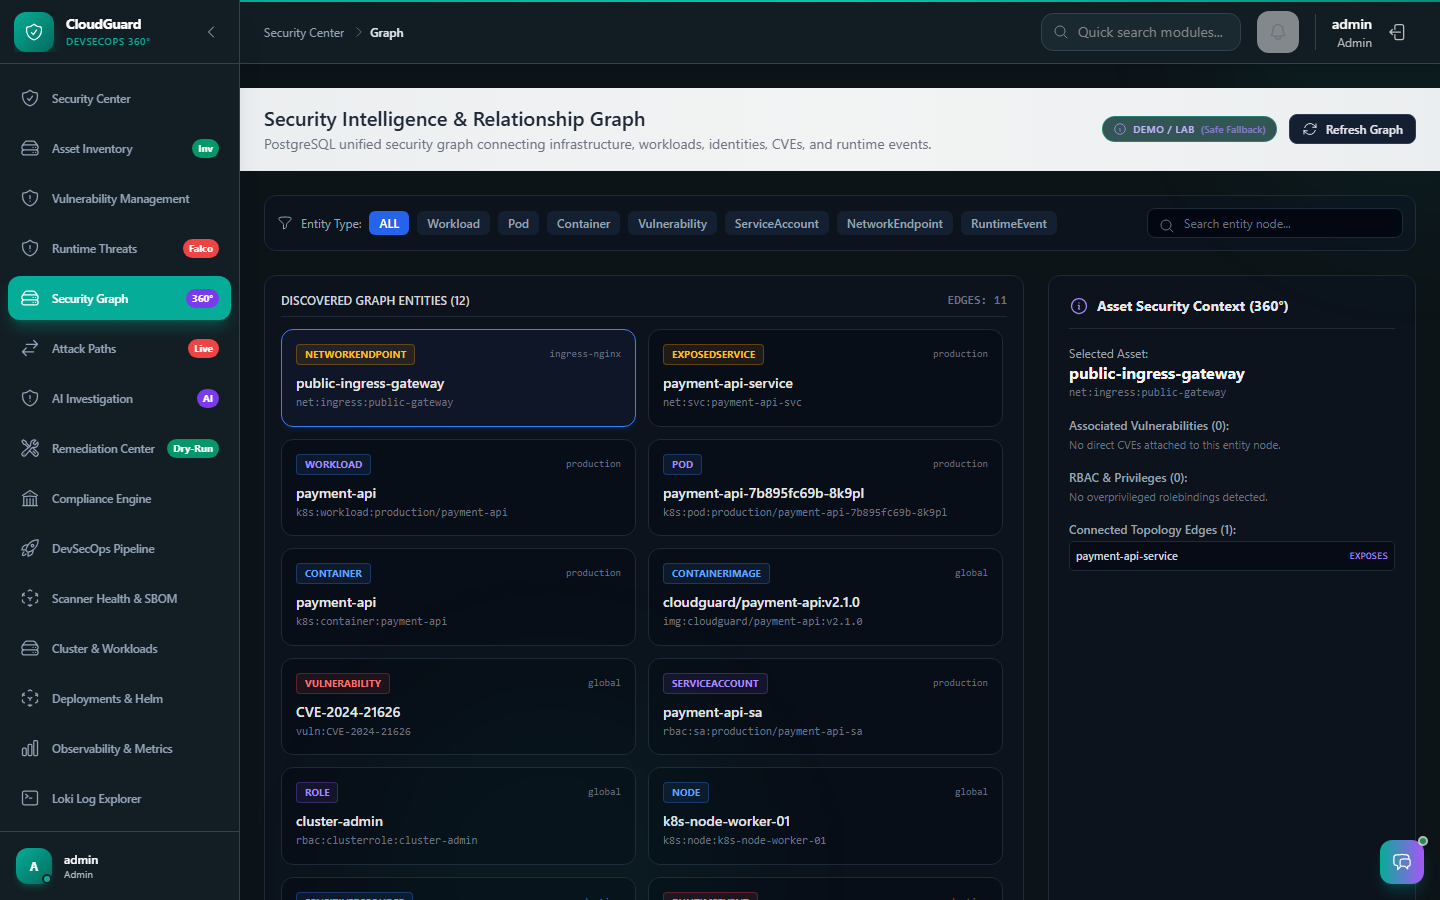 CloudGuard
DEVSECOPS 360°
Security Center
Asset Inventory
Inv
Vulnerability Management
Runtime Threats
Falco
Security Graph
360°
Attack Paths
Live
AI Investigation
AI
Remediation Center
Dry-Run
Compliance Engine
DevSecOps Pipeline
Scanner Health & SBOM
Cluster & Workloads
Deployments & Helm
Observability & Metrics
Loki Log Explorer
A
admin
Admin
Security Center > Graph
Quick search modules...
admin
Admin
Security Intelligence & Relationship Graph
PostgreSQL unified security graph connecting infrastructure, workloads, identities, CVEs, and runtime events.
DEMO / LAB (Safe Fallback)
Refresh Graph
Entity Type: ALL Workload Pod Container Vulnerability ServiceAccount NetworkEndpoint RuntimeEvent
Search entity node...
DISCOVERED GRAPH ENTITIES (12)
EDGES: 11
NETWORKENDPOINT
ingress-nginx
public-ingress-gateway
net:ingress:public-gateway
EXPOSEDSERVICE
production
payment-api-service
net:svc:payment-api-svc
WORKLOAD
production
payment-api
k8s:workload:production/payment-api
POD
production
payment-api-7b895fc69b-8k9pl
k8s:pod:production/payment-api-7b895fc69b-8k9pl
CONTAINER
production
payment-api
k8s:container:payment-api
CONTAINERIMAGE
global
cloudguard/payment-api:v2.1.0
img:cloudguard/payment-api:v2.1.0
VULNERABILITY
global
CVE-2024-21626
vuln:CVE-2024-21626
SERVICEACCOUNT
production
payment-api-sa
rbac:sa:production/payment-api-sa
ROLE
global
cluster-admin
rbac:clusterrole:cluster-admin
NODE
global
k8s-node-worker-01
k8s:node:k8s-node-worker-01
Asset Security Context (360°)
Selected Asset:
public-ingress-gateway
net:ingress:public-gateway
Associated Vulnerabilities (0):
No direct CVEs attached to this entity node.
RBAC & Privileges (0):
No overprivileged rolebindings detected.
Connected Topology Edges (1):
payment-api-service
EXPOSES